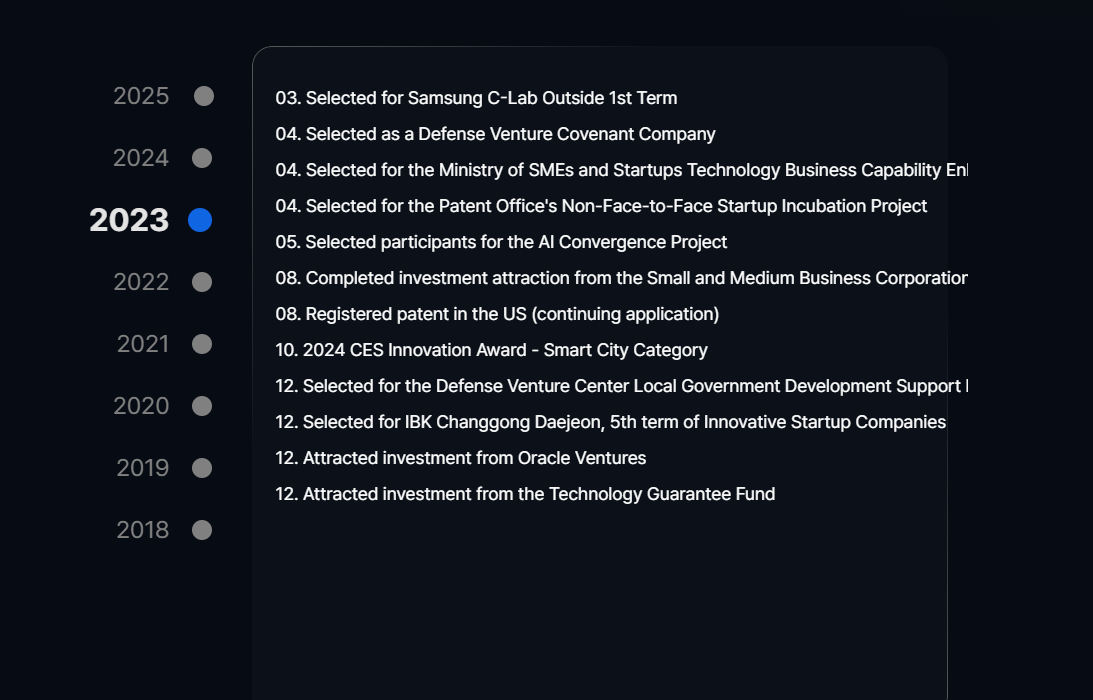 2025
2024
2023
2022
2021
2020
2019
2018
03. Selected for Samsung C-Lab Outside 1st Term
04. Selected as a Defense Venture Covenant Company
04. Selected for the Ministry of SMEs and Startups Technology Business Capability
04. Selected for the Patent Office's Non-Face-to-Face Startup Incubation Project
05. Selected participants for the AI Convergence Project
08. Completed investment attraction from the Small and Medium Business Corporation
08. Registered patent in the US (continuing application)
10. 2024 CES Innovation Award - Smart City Category
12. Selected for the Defense Venture Center Local Government Development Support
12. Selected for IBK Changgong Daejeon, 5th term of Innovative Startup Companies
12. Attracted investment from Oracle Ventures
12. Attracted investment from the Technology Guarantee Fund